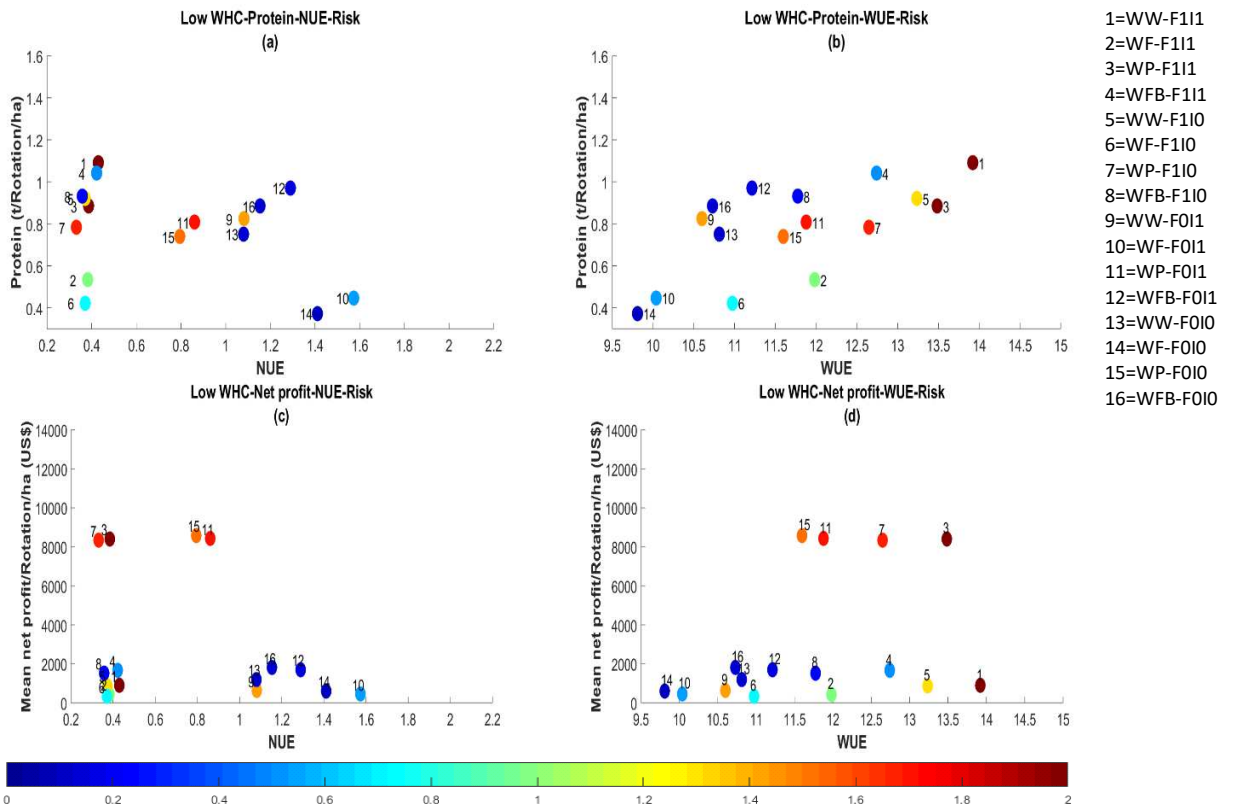 Low WHC-Protein-NUE-Risk
(a)
Protein (t/Rotation/ha)
1.6
1.4
1.2
1
0.8
0.6
0.4
1
4
8
5
3
7
2
6
12
16
9
13
11
15
10
14
0.2 0.4 0.6 0.8 1 1.2 1.4 1.6 1.8 2 2.2
NUE
Low WHC-Protein-WUE-Risk
(b)
Protein (t/Rotation/ha)
1.6
1.4
1.2
1
0.8
0.6
0.4
1
4
12
8
5
16
3
9
11
7
13
15
2
10
6
14
9.5 10 10.5 11 11.5 12 12.5 13 13.5 14 14.5 15
WUE
Low WHC-Net profit-NUE-Risk
(c)
Mean net profit/Rotation/ha (US$)
14000
12000
10000
8000
6000
4000
2000
0
7
3
15
11
8
4
16
12
13
9
14
10
0.2 0.4 0.6 0.8 1 1.2 1.4 1.6 1.8 2 2.2
NUE
Low WHC-Net profit-WUE-Risk
(d)
Mean net profit/Rotation/ha (US$)
14000
12000
10000
8000
6000
4000
2000
0
15
11
7
3
16
13
12
8
4
5
1
14
10
9
6
2
9.5 10 10.5 11 11.5 12 12.5 13 13.5 14 14.5 15
WUE
1=WW-F1I1
2=WF-F1I1
3=WP-F1I1
4=WFB-F1I1
5=WW-F1I0
6=WF-F1I0
7=WP-F1I0
8=WFB-F1I0
9=WW-F0I1
10=WF-F0I1
11=WP-F0I1
12=WFB-F0I1
13=WW-F0I0
14=WF-F0I0
15=WP-F0I0
16=WFB-F0I0
0 0.2 0.4 0.6 0.8 1 1.2 1.4 1.6 1.8 2